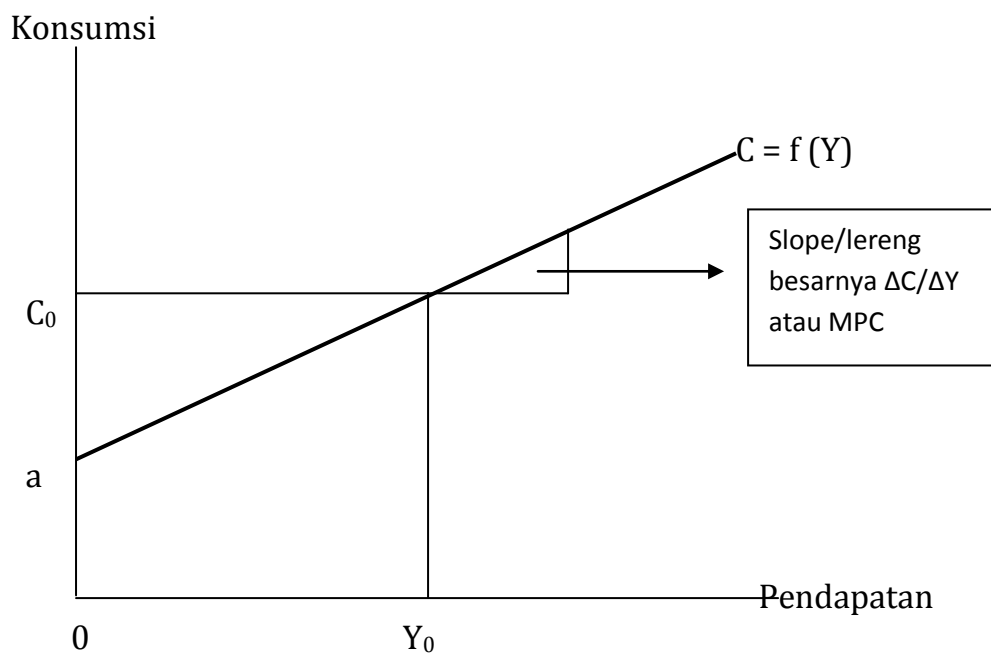 Konsumsi
C = f (Y)
Slope/lereng
besarnya ΔC/ΔY
atau MPC
C₀
a
Pendapatan
0
Y₀